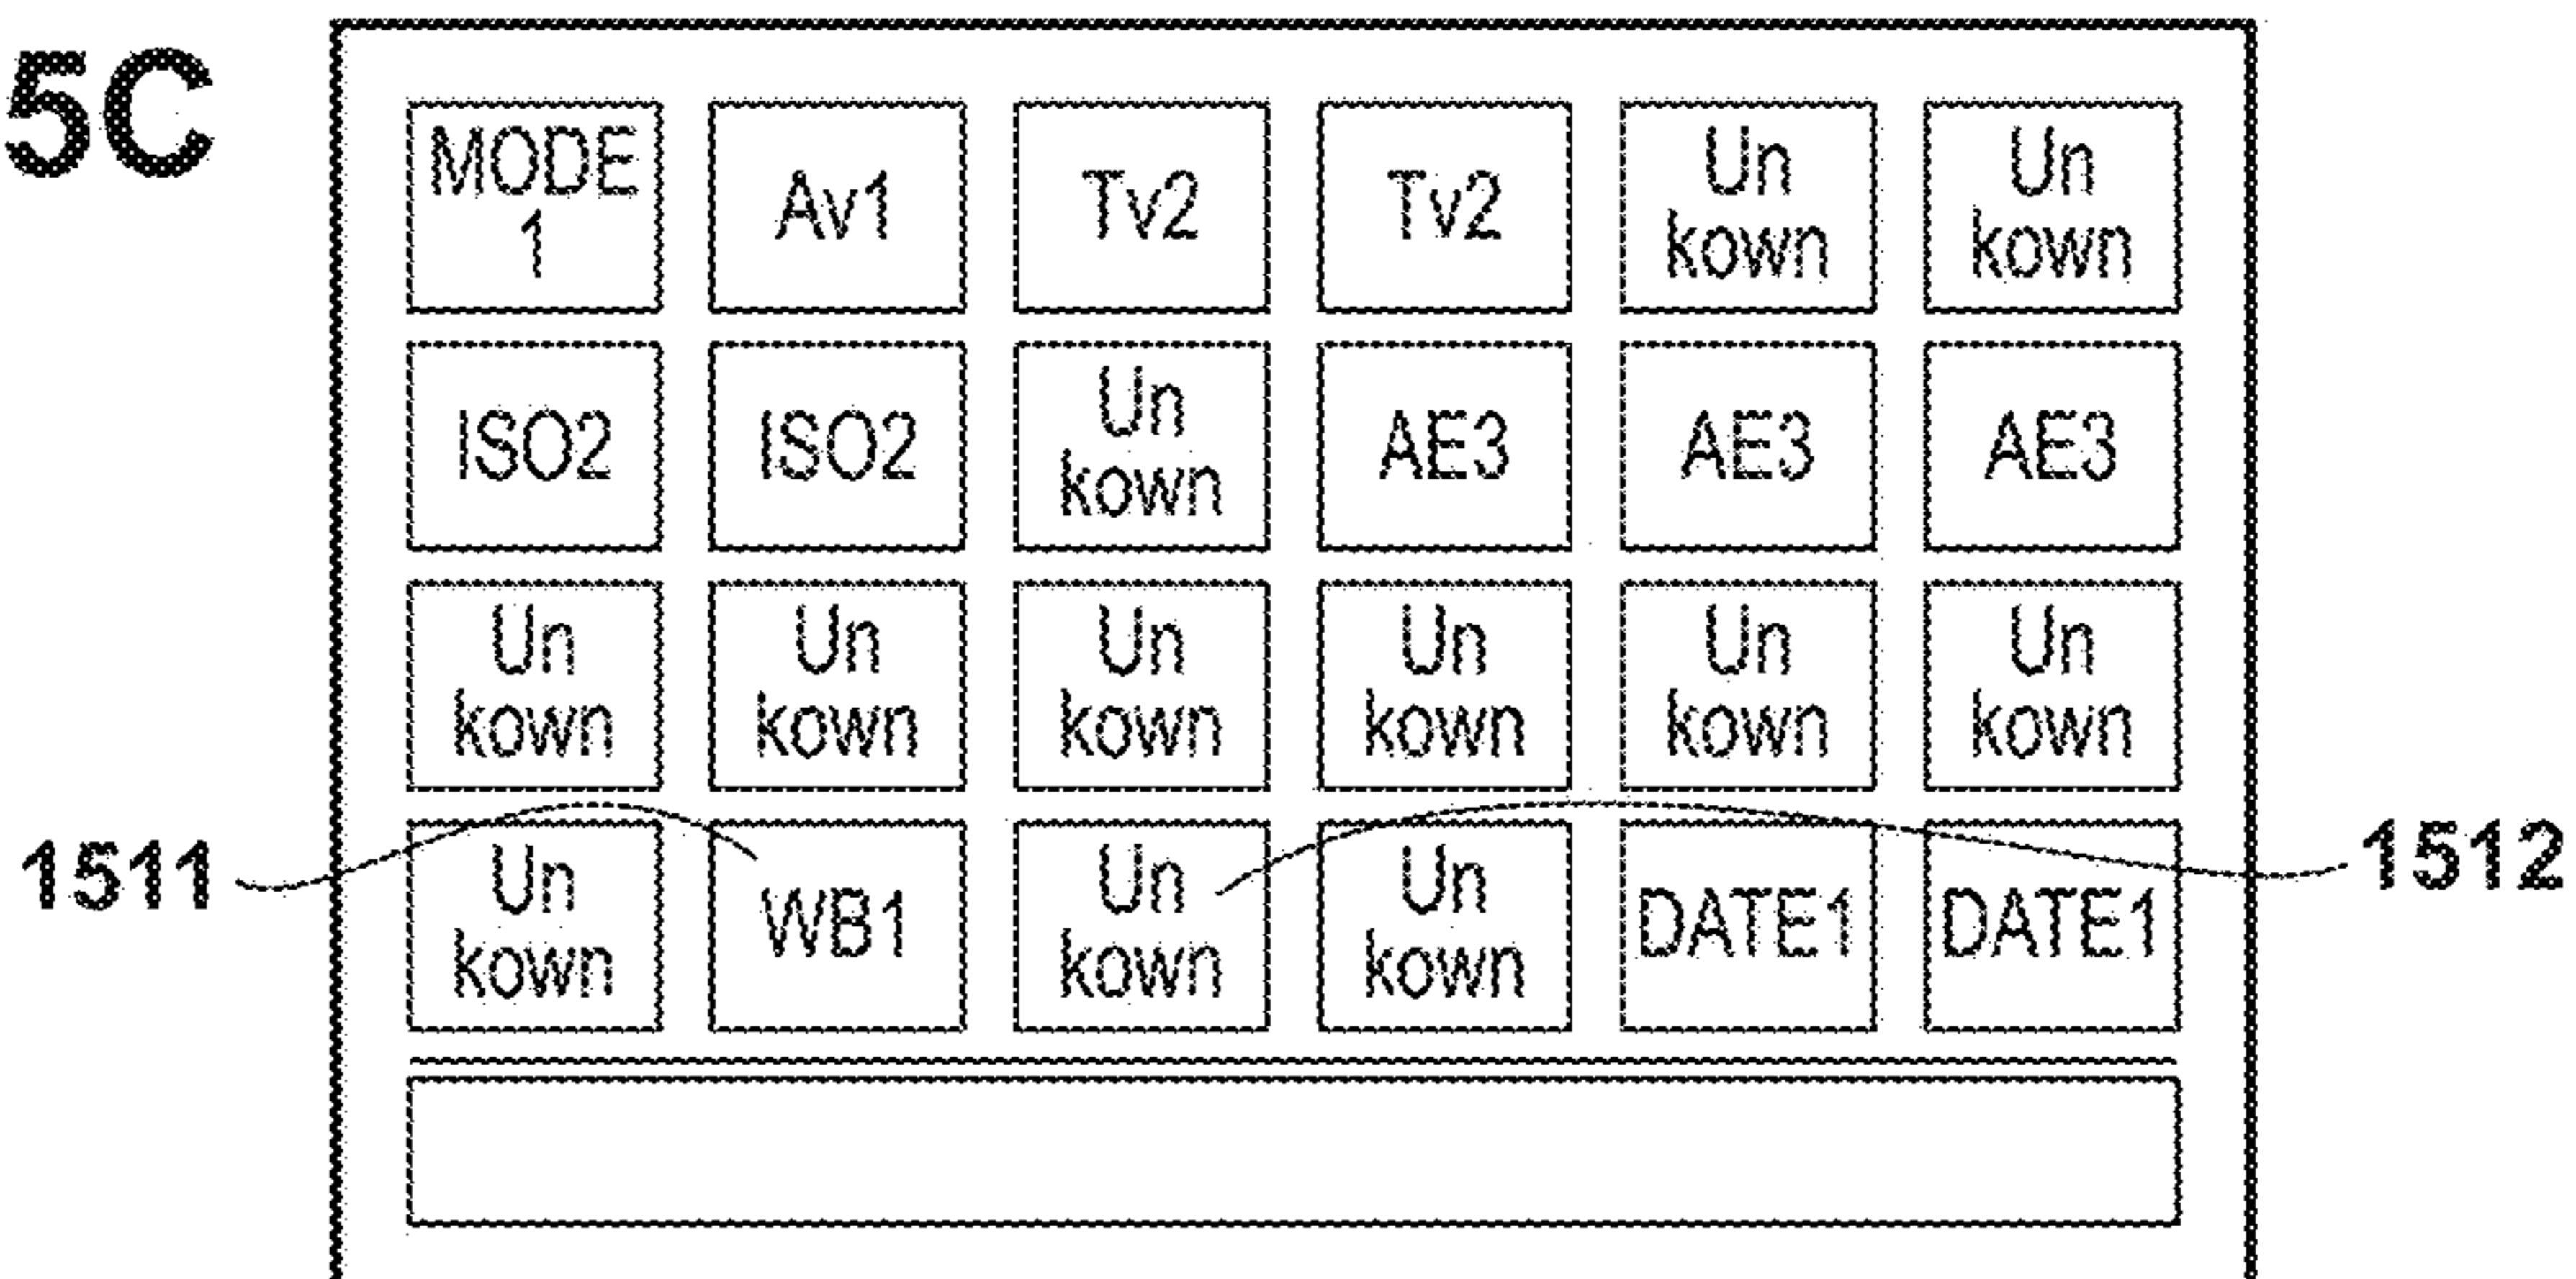 5C
MODE
1
Av1
Tv2
Tv2
Un
kown
Un
kown
ISO2
ISO2
Un
kown
AE3
AE3
AE3
Un
kown
Un
kown
Un
kown
Un
kown
Un
kown
Un
kown
1511
Un
kown
WB1
Un
kown
Un
kown
DATE1
DATE1
1512